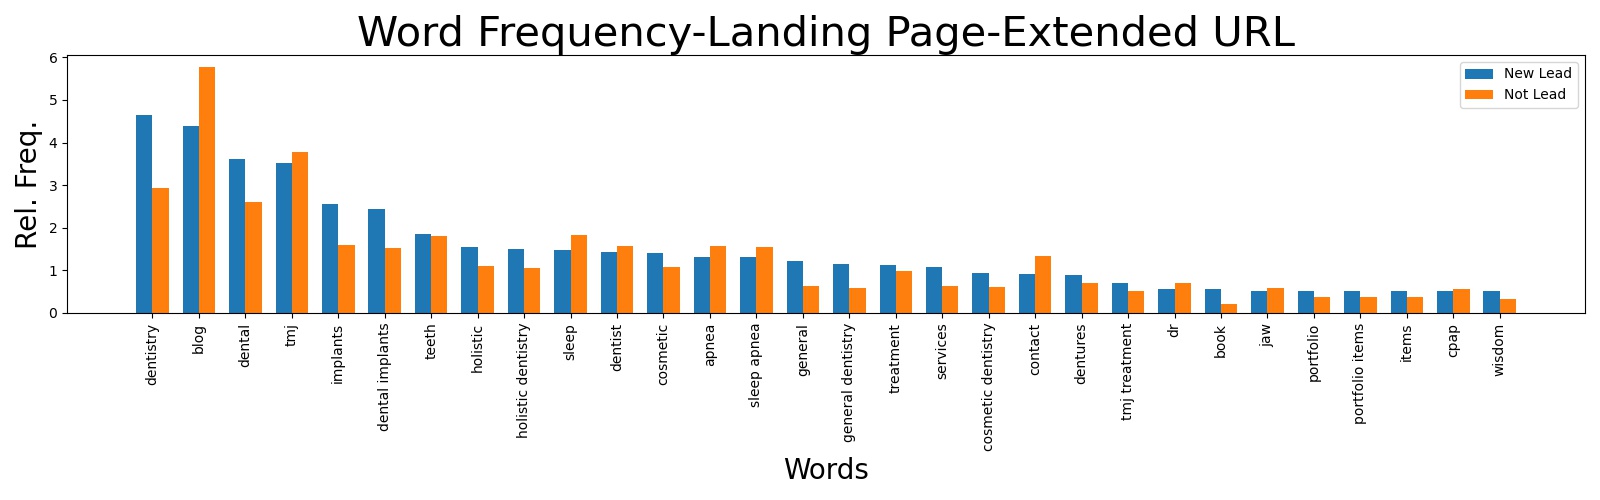 Word Frequency-Landing Page-Extended URL
Rel. Freq.
6
5
4
3
2
1
0
New Lead
Not Lead
dentistry
blog
dental
tmj
implants
dental implants
teeth
holistic
holistic dentistry
sleep
dentist
cosmetic
apnea
sleep apnea
general
general dentistry
treatment
services
cosmetic dentistry
contact
dentures
tmj treatment
dr
book
jaw
portfolio
portfolio items
items
cpap
wisdom
Words